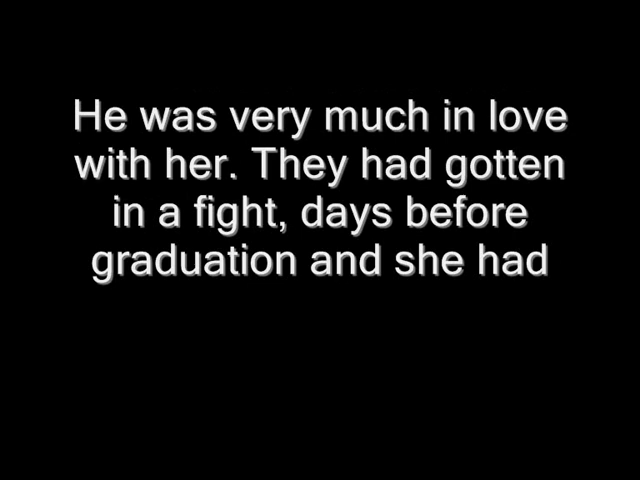 He was very much in love
with her. They had gotten
in a fight, days before
graduation and she had